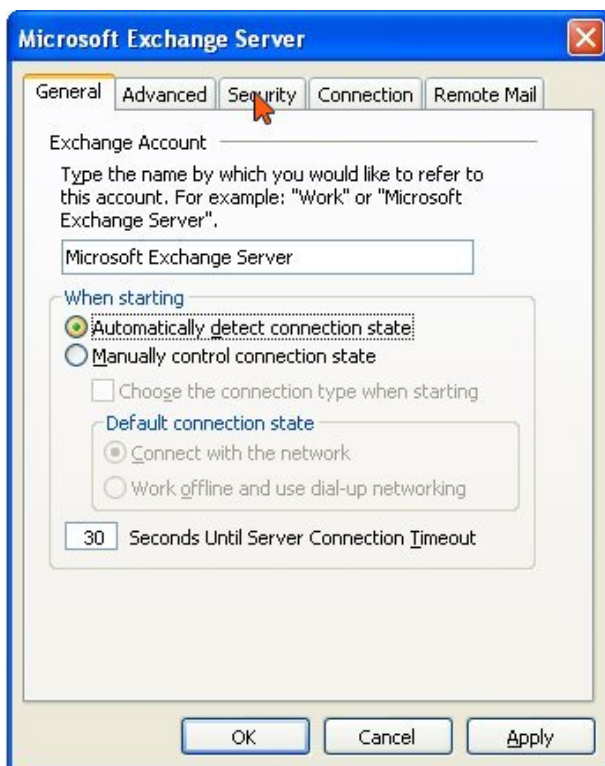 Microsoft Exchange Server
General Advanced Security Connection Remote Mail
Exchange Account
Type the name by which you would like to refer to
this account. For example: "Work" or "Microsoft
Exchange Server".
Microsoft Exchange Server
When starting
Automatically detect connection state
Manually control connection state
Choose the connection type when starting
Default connection state
Connect with the network
Work offline and use dial-up networking
30 Seconds Until Server Connection Timeout
OK Cancel Apply